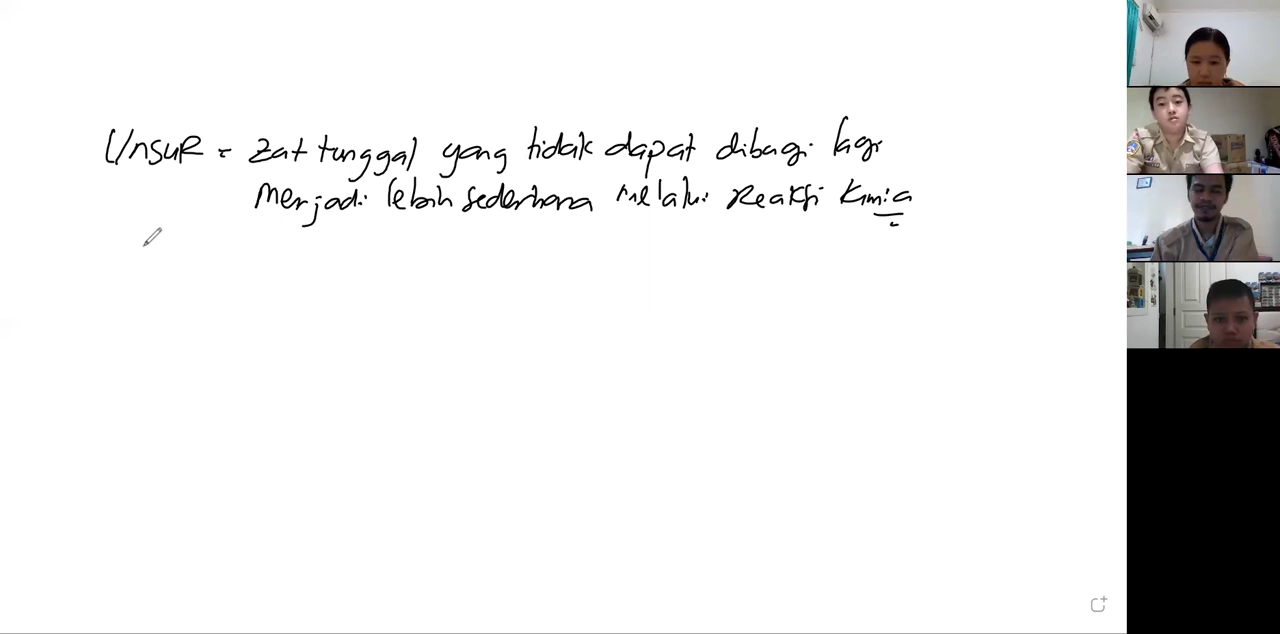 UnsuR = zat tunggal yang tidak dapat dibagi lagi
Menjadi lebih sederhana melalui Reaksi Kimia